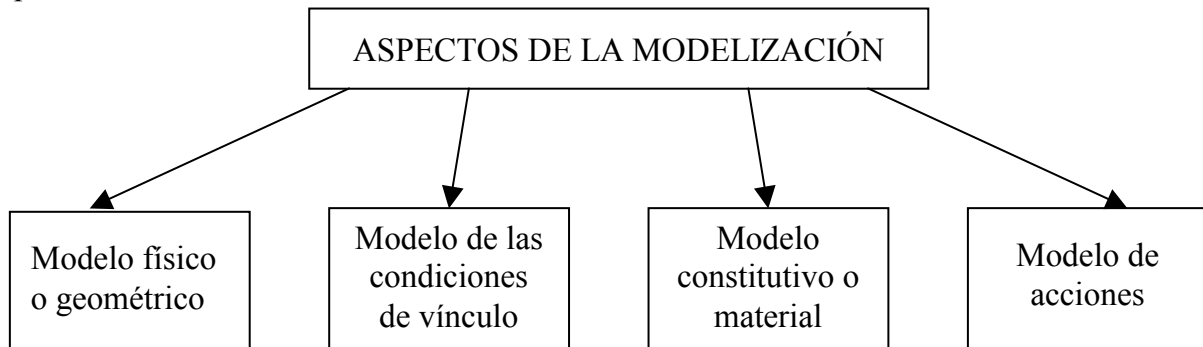 ASPECTOS DE LA MODELIZACIÓN
Modelo físico
o geométrico
Modelo de las
condiciones
de vínculo
Modelo
constitutivo o
material
Modelo de
acciones